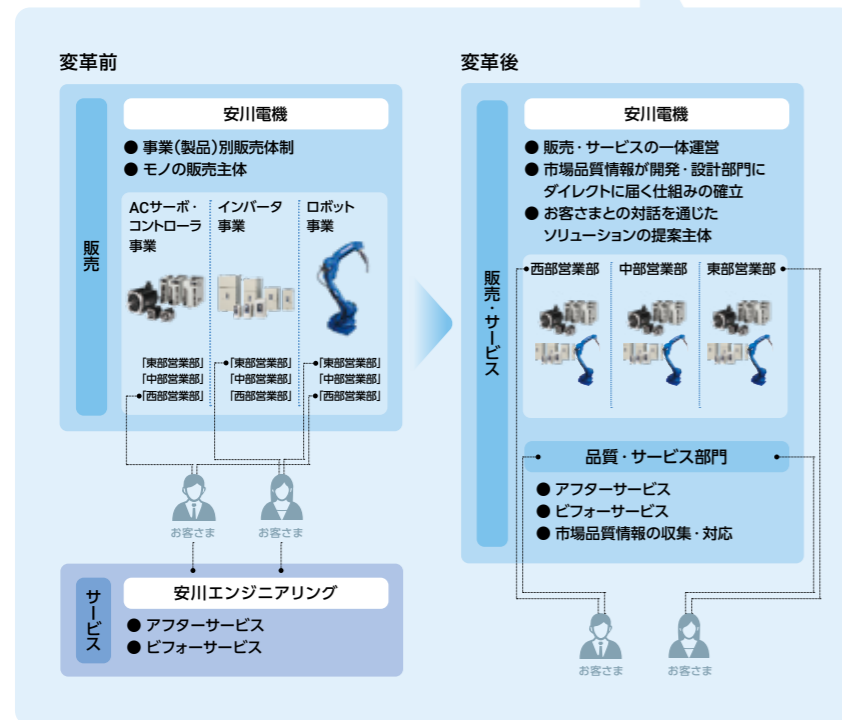 変革前
販売
安川電機
● 事業(製品)別販売体制
● モノの販売主体
ACサーボ・
コントローラ
事業
インバータ
事業
ロボット
事業
「東部営業部」
「中部営業部」
「西部営業部」
「東部営業部」
「中部営業部」
「西部営業部」
「東部営業部」
「中部営業部」
「西部営業部」
お客さま
お客さま
サービス
安川エンジニアリング
● アフターサービス
● ビフォーサービス
変革後
販売・サービス
安川電機
● 販売・サービスの一体運営
● 市場品質情報が開発・設計部門に
ダイレクトに届く仕組みの確立
● お客さまとの対話を通じた
ソリューションの提案主体
西部営業部
中部営業部
東部営業部
品質・サービス部門
● アフターサービス
● ビフォーサービス
● 市場品質情報の収集・対応
お客さま
お客さま